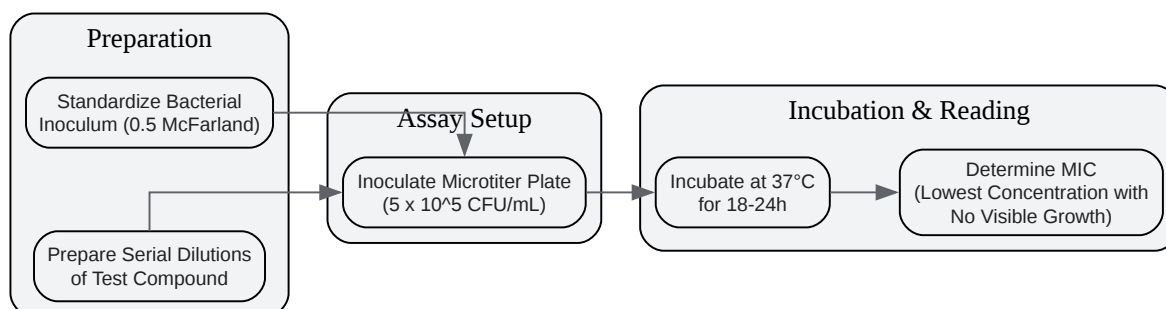 Preparation
Standardize Bacterial
Inoculum (0.5 McFarland)
Prepare Serial Dilutions
of Test Compound
Assay Setup
Inoculate Microtiter Plate
(5 x 10^5 CFU/mL)
Incubation & Reading
Incubate at 37°C
for 18-24h
Determine MIC
(Lowest Concentration with
No Visible Growth)